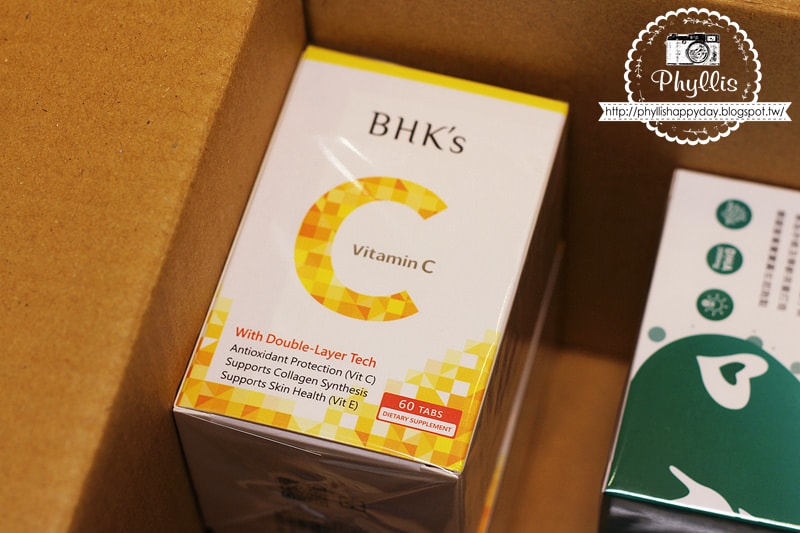 Phyllis
http://phyllishappyday.blogspot.tw/
BHK's
Vitamin C
With Double-Layer Tech
Antioxidant Protection (Vit C)
Supports Collagen Synthesis
Supports Skin Health (Vit E)
60 TABS
DIETARY SUPPLEMENT
DHA